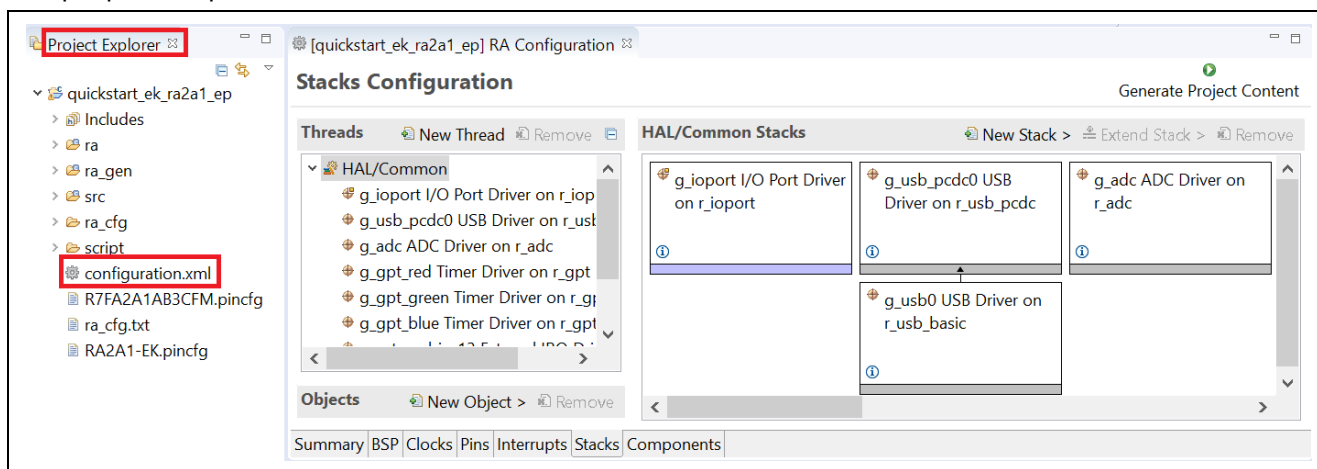 Project Explorer
quickstart_ek_ra2a1_ep
Includes
ra
ra_gen
src
ra_cfg
script
configuration.xml
R7FA2A1AB3CFM.pincfg
ra_cfg.txt
RA2A1-EK.pincfg
[quickstart_ek_ra2a1_ep] RA Configuration
Stacks Configuration
Generate Project Content
Threads New Thread Remove
HAL/Common
g_ioport I/O Port Driver on r_iop
g_usb_pcdc0 USB Driver on r_usb
g_adc ADC Driver on r_adc
g_gpt_red Timer Driver on r_gpt
g_gpt_green Timer Driver on r_gp
g_gpt_blue Timer Driver on r_gpt
Objects New Object > Remove
HAL/Common Stacks New Stack > Extend Stack > Remove
g_ioport I/O Port Driver
on r_ioport
g_usb_pcdc0 USB
Driver on r_usb_pcdc
g_adc ADC Driver on
r_adc
g_usb0 USB Driver on
r_usb_basic
Summary BSP Clocks Pins Interrupts Stacks Components